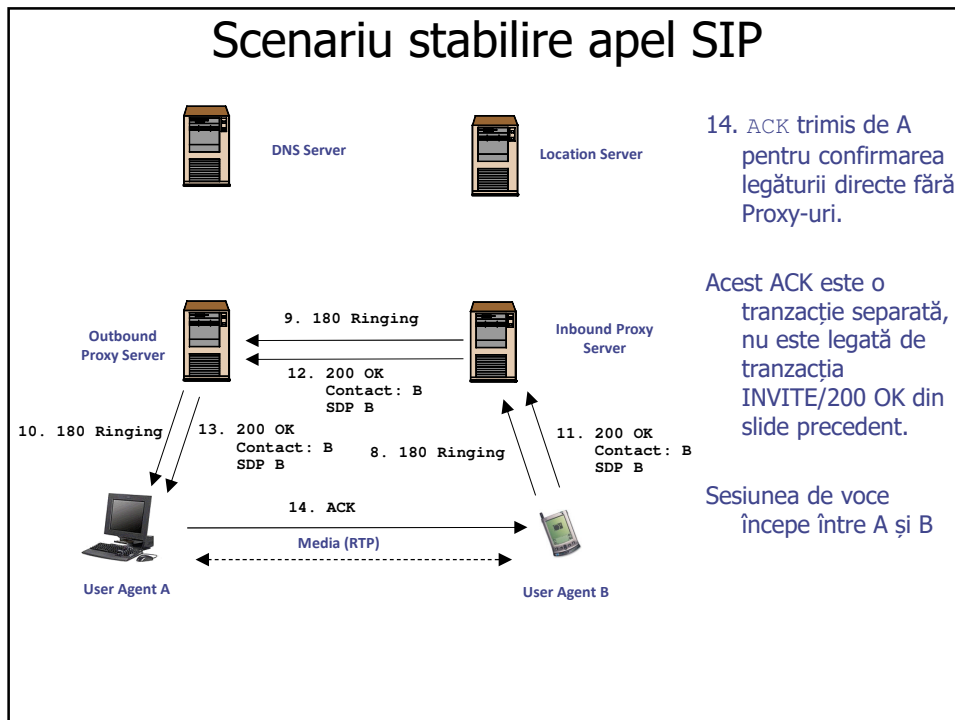 Scenariu stabilire apel SIP
DNS Server
Location Server
14. ACK trimis de A
pentru confirmarea
legăturii directe fără
Proxy-uri.
Acest ACK este o
tranzacție separată,
nu este legată de
tranzacția
INVITE/200 OK din
slide precedent.
Sesiunea de voce
începe între A și B
Outbound
Proxy Server
9. 180 Ringing
Inbound Proxy
Server
12. 200 OK
Contact: B
SDP B
10. 180 Ringing
13. 200 OK
Contact: B
SDP B
8. 180 Ringing
11. 200 OK
Contact: B
SDP B
14. ACK
Media (RTP)
User Agent A
User Agent B